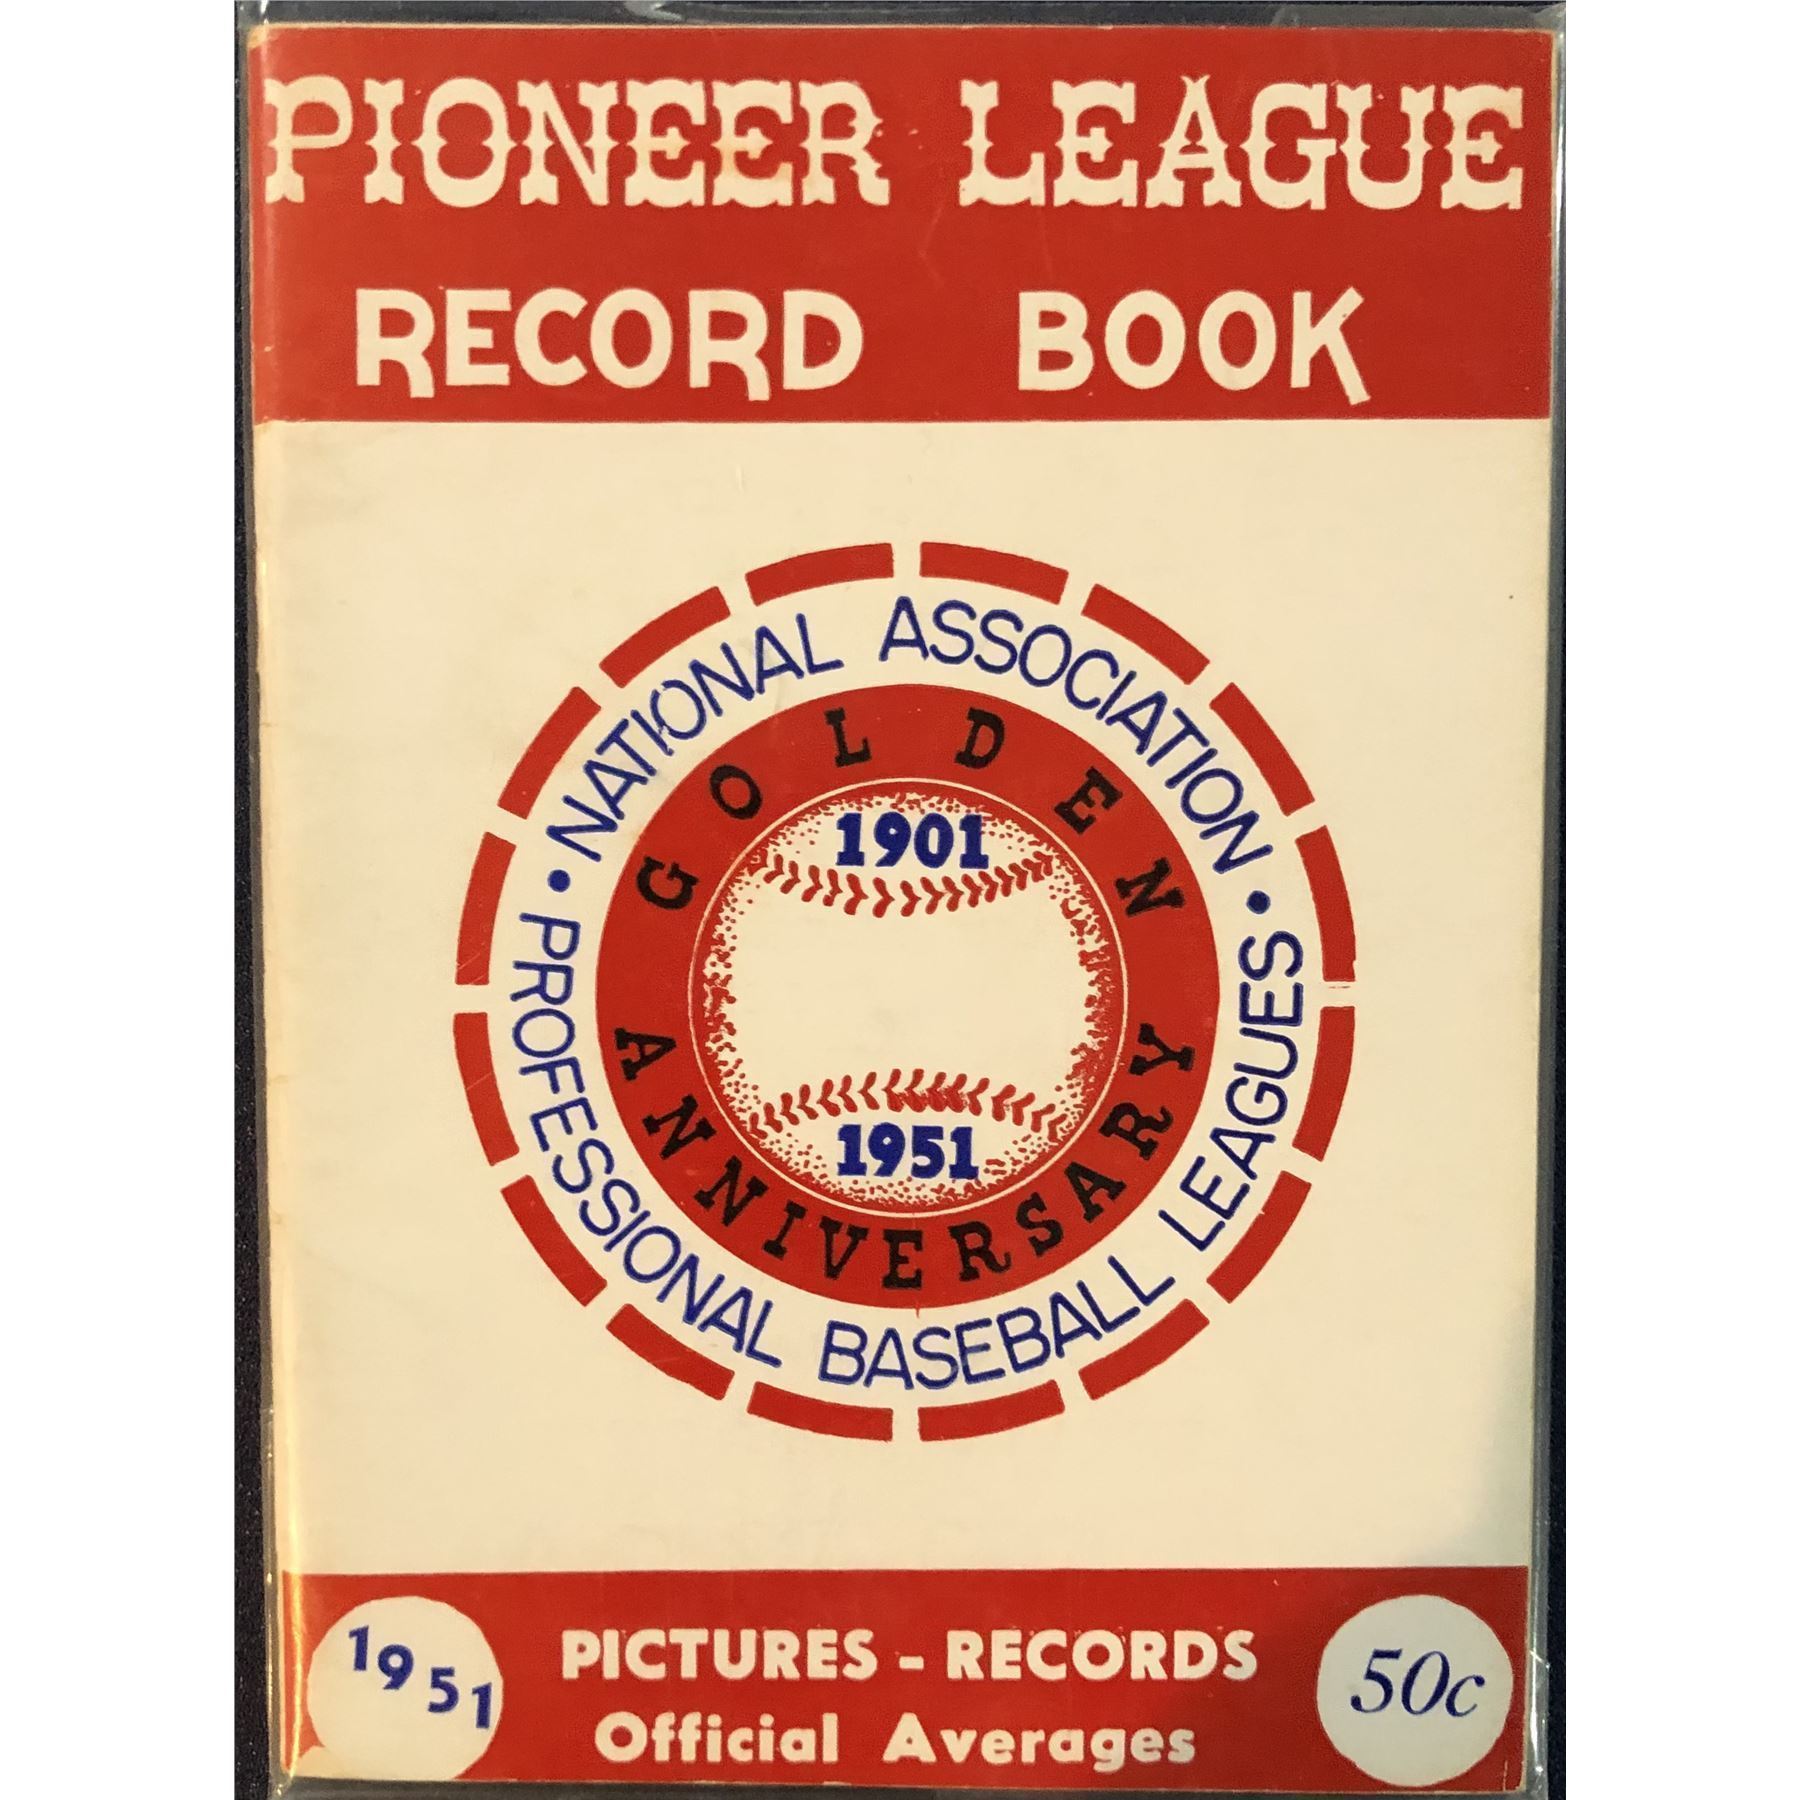 PIONEER LEAGUE
RECORD BOOK
• NATIONAL ASSOCIATION •
PROFESSIONAL BASEBALL LEAGUES
GOLDEN
ANNIVERSARY
1901
1951
1951
PICTURES - RECORDS
Official Averages
50c